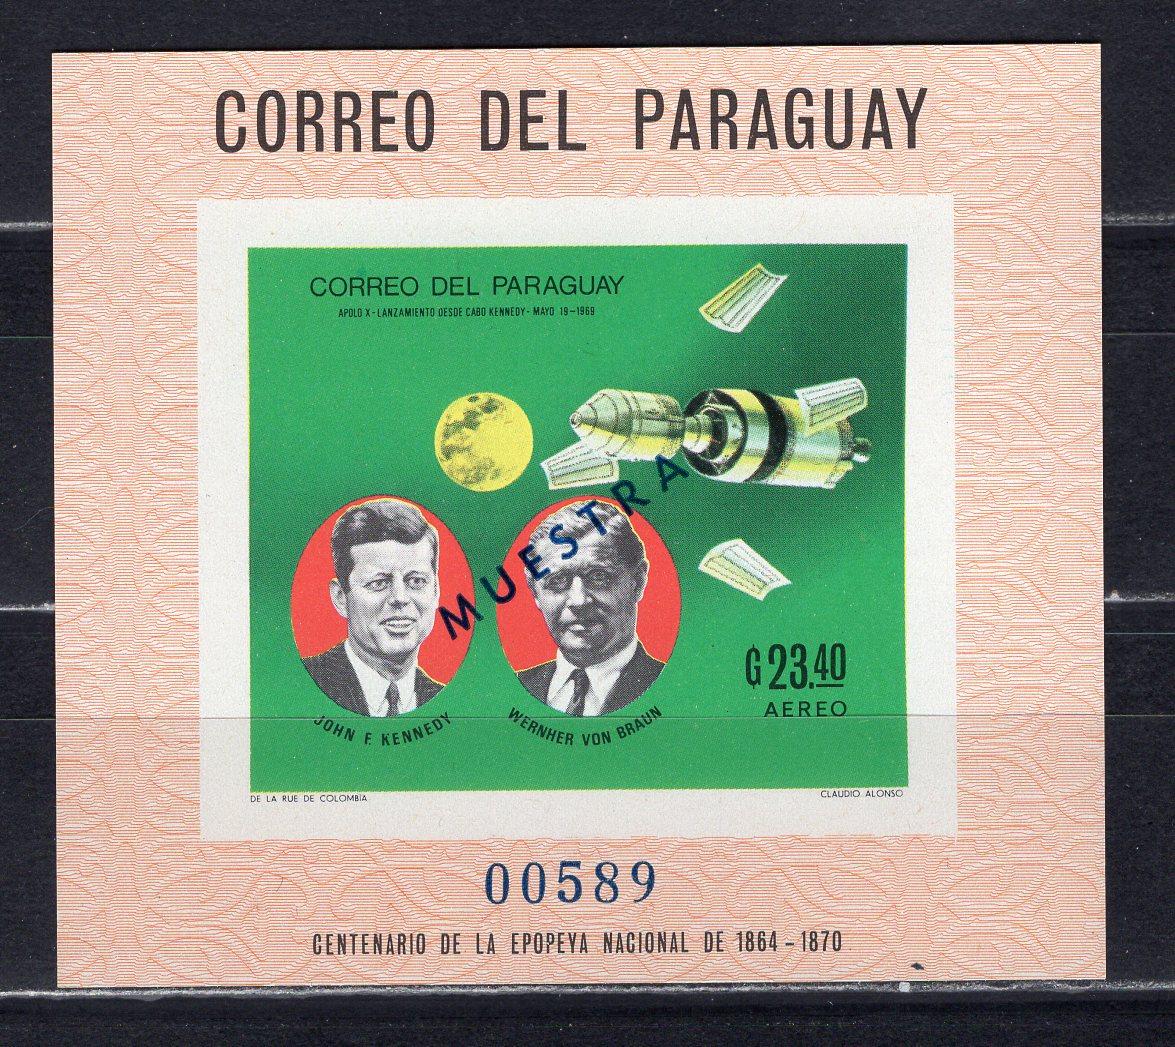 CORREO DEL PARAGUAY
CORREO DEL PARAGUAY
APOLO X - LANZAMIENTO DESDE CABO KENNEDY - MAYO 19-1969
MUESTRA
JOHN F. KENNEDY
WERNHER VON BRAUN
₲23.40
AEREO
DE LA RUE DE COLOMBIA
CLAUDIO ALONSO
00589
CENTENARIO DE LA EPOPEYA NACIONAL DE 1864-1870